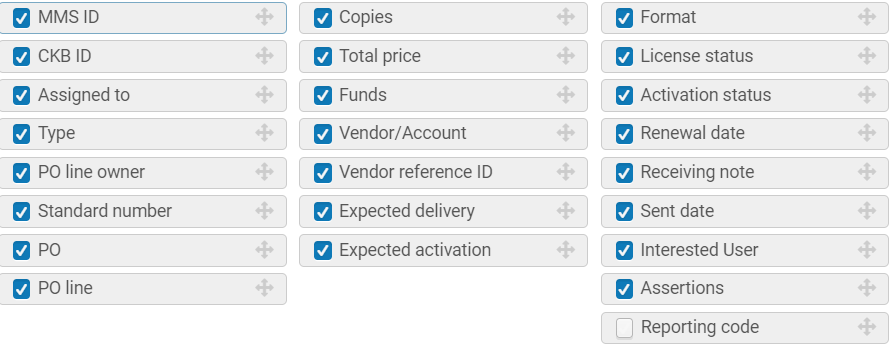 MMS ID
CKB ID
Assigned to
Type
PO line owner
Standard number
PO
PO line
Copies
Total price
Funds
Vendor/Account
Vendor reference ID
Expected delivery
Expected activation
Format
License status
Activation status
Renewal date
Receiving note
Sent date
Interested User
Assertions
Reporting code